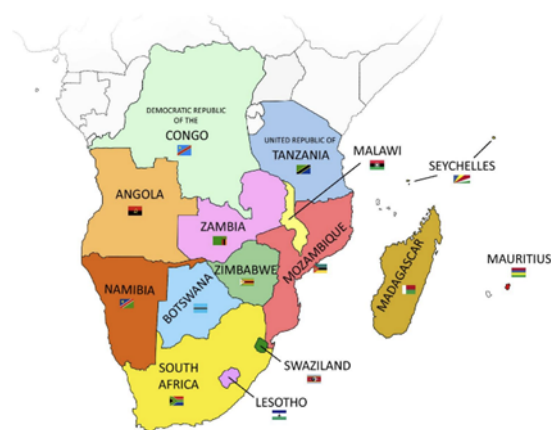 DEMOCRATIC REPUBLIC
OF THE
CONGO
UNITED REPUBLIC OF
TANZANIA
MALAWI
SEYCHELLES
ANGOLA
ZAMBIA
MOZAMBIQUE
MADAGASCAR
MAURITIUS
ZIMBABWE
NAMIBIA
BOTSWANA
SWAZILAND
SOUTH
AFRICA
LESOTHO